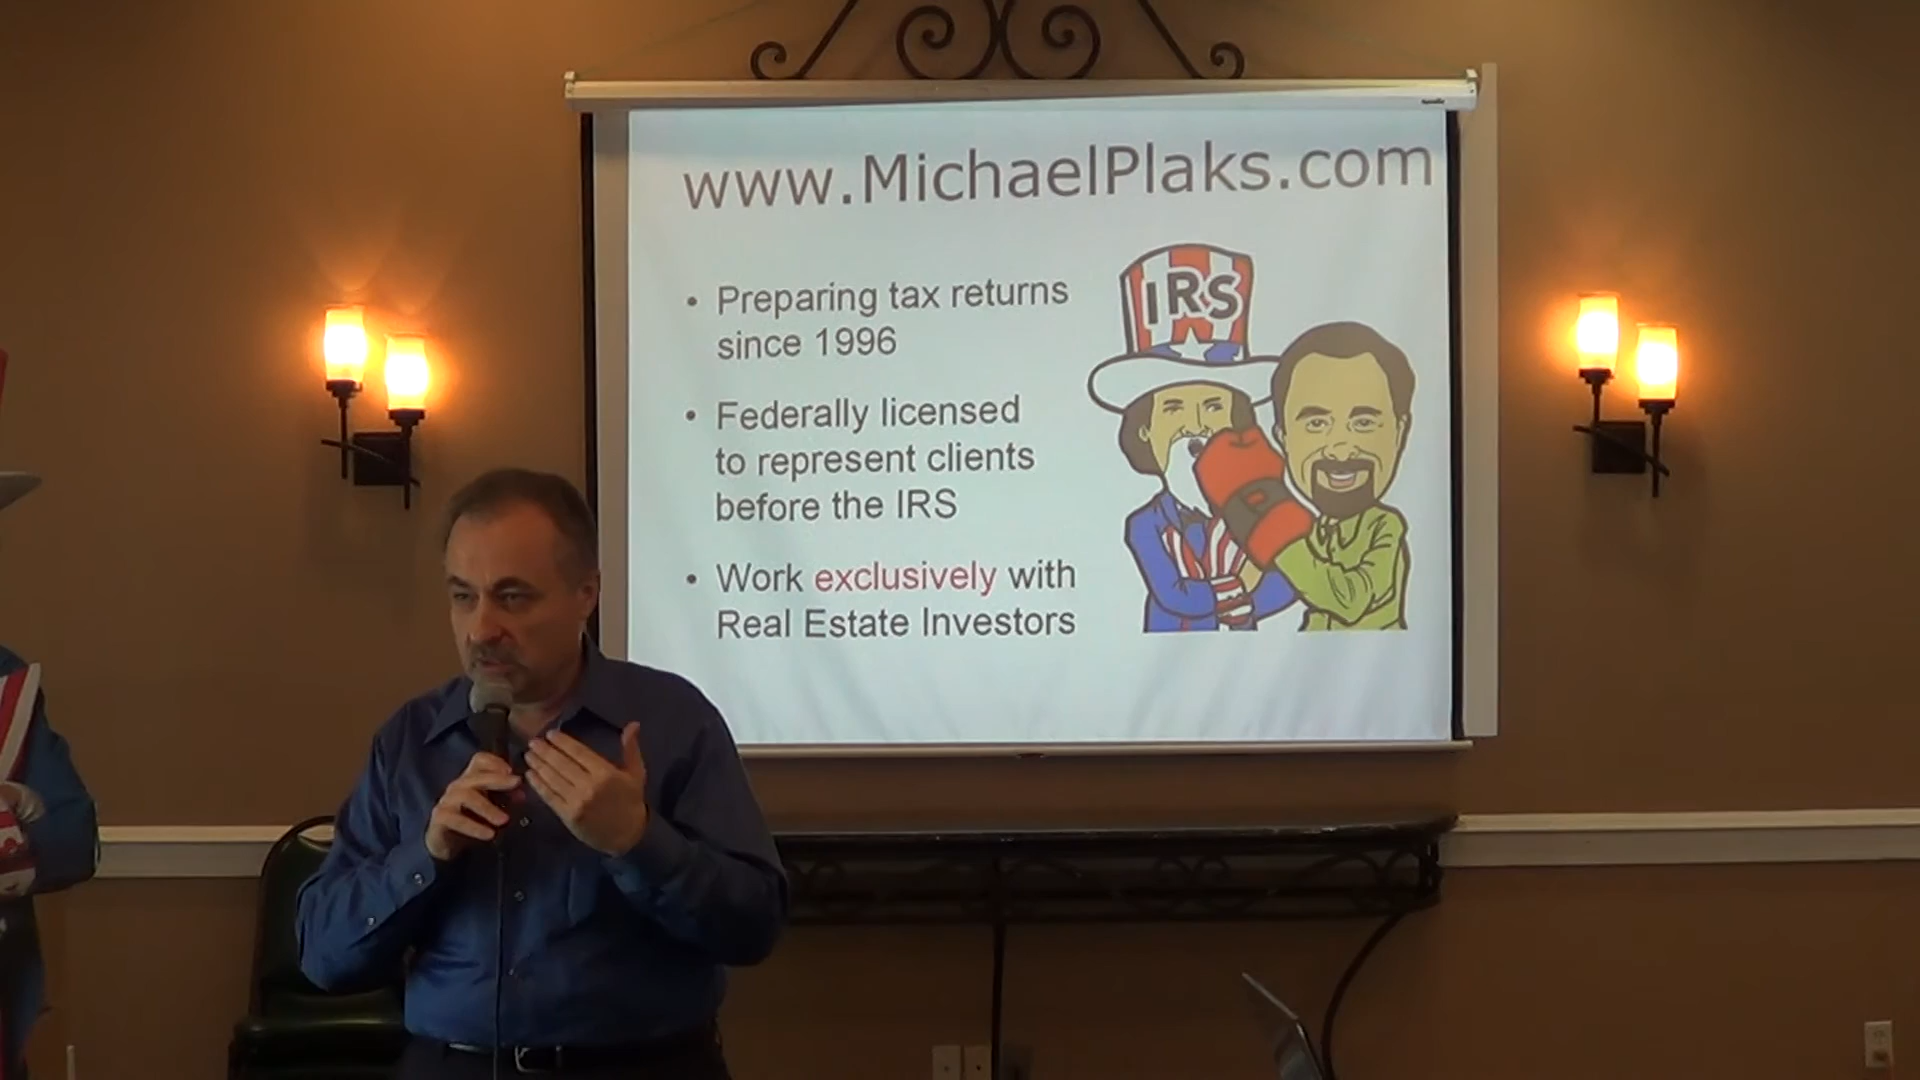 www.MichaelPlaks.com
• Preparing tax returns
since 1996
• Federally licensed
to represent clients
before the IRS
• Work exclusively with
Real Estate Investors
IRS